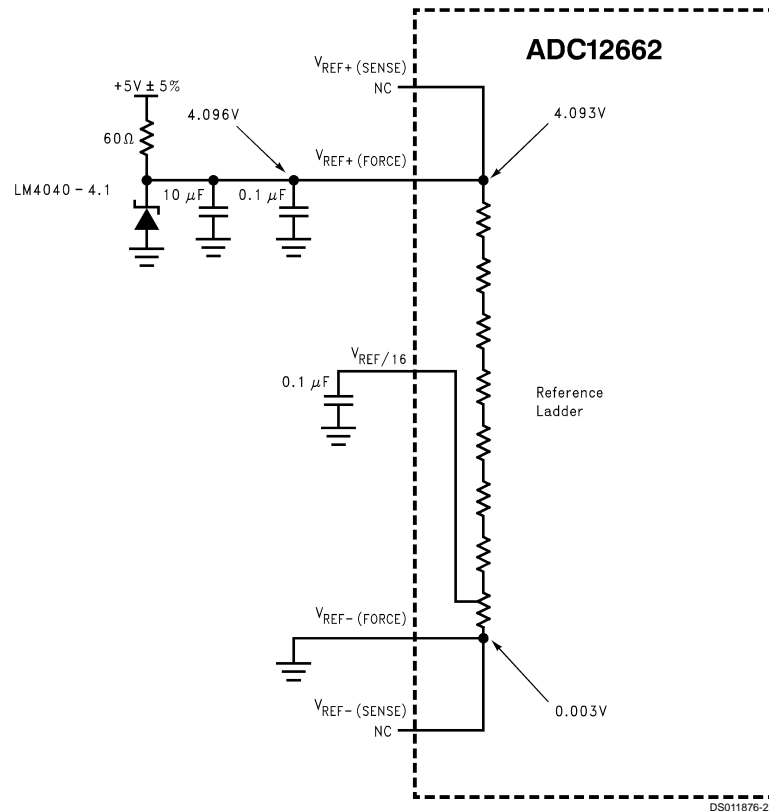 ADC12662
VREF+ (SENSE)
NC
+5V ± 5%
4.096V
4.093V
60Ω
VREF+ (FORCE)
LM4040 - 4.1
10 μF
0.1 μF
VREF/16
0.1 μF
Reference
Ladder
VREF- (FORCE)
VREF- (SENSE)
NC
0.003V
DS011876-2